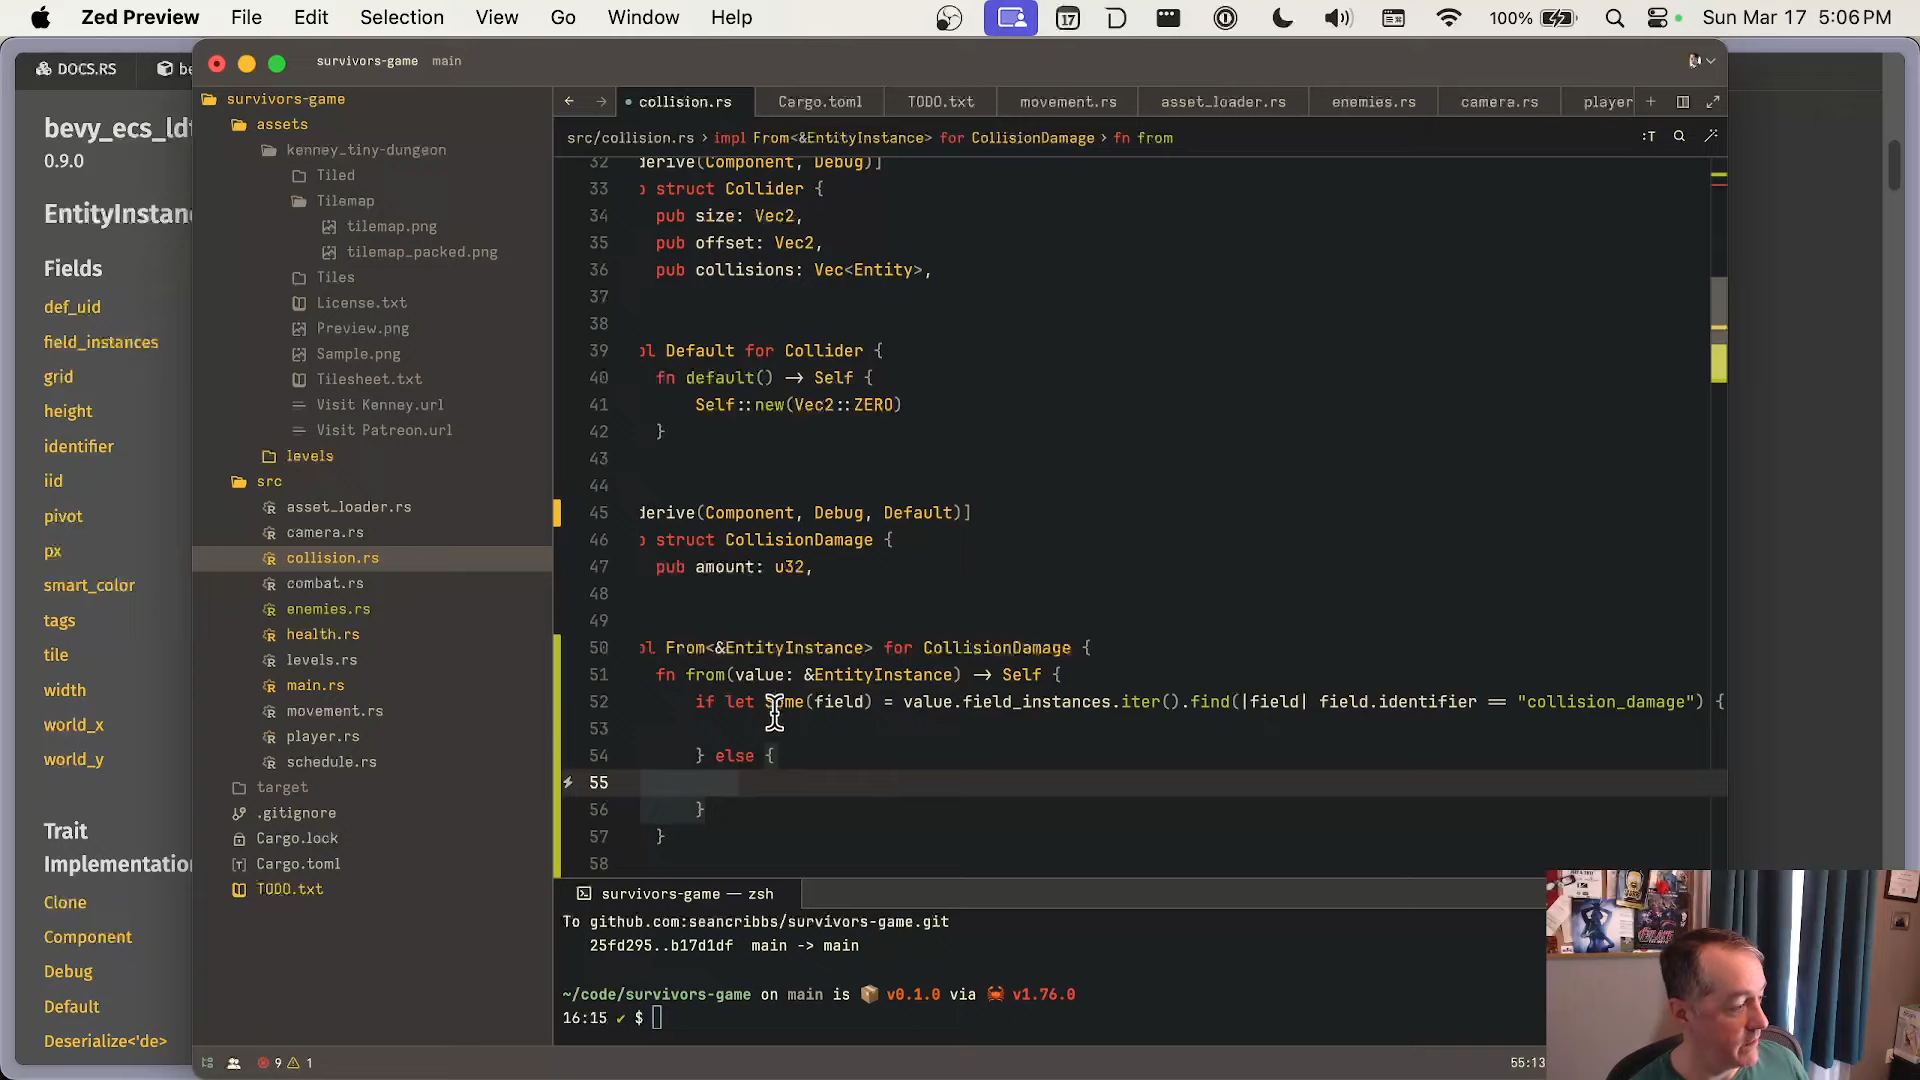 Zed Preview File Edit Selection View Go Window Help 17 100% Sun Mar 17 5:06 PM
DOCS.RS
survivors-game main
bevy_ecs_ld
0.9.0
EntityInstan
Fields
def_uid
field_instances
grid
height
identifier
iid
pivot
px
smart_color
tags
tile
width
world_x
world_y
Trait
Implementation
Clone
Component
Debug
Default
Deserialize<'de>
survivors-game
assets
kenney_tiny-dungeon
Tiled
Tilemap
tilemap.png
tilemap_packed.png
Tiles
License.txt
Preview.png
Sample.png
Tilesheet.txt
Visit Kenney.url
Visit Patreon.url
levels
src
asset_loader.rs
camera.rs
collision.rs
combat.rs
enemies.rs
health.rs
levels.rs
main.rs
movement.rs
player.rs
schedule.rs
target
.gitignore
Cargo.lock
Cargo.toml
TODO.txt
9 1
collision.rs Cargo.toml TODO.txt movement.rs asset_loader.rs enemies.rs camera.rs player
src/collision.rs › impl From<&EntityInstance> for CollisionDamage › fn from
32 derive(Component, Debug)]
33 struct Collider {
34 pub size: Vec2,
35 pub offset: Vec2,
36 pub collisions: Vec<Entity>,
37
38
39 l Default for Collider {
40 fn default() -> Self {
41 Self::new(Vec2::ZERO)
42 }
43
44
45 derive(Component, Debug, Default)]
46 struct CollisionDamage {
47 pub amount: u32,
48
49
50 l From<&EntityInstance> for CollisionDamage {
51 fn from(value: &EntityInstance) -> Self {
52 if let Some(field) = value.field_instances.iter().find(|field| field.identifier == "collision_damage") {
53
54 } else {
55
56 }
57 }
58
survivors-game — zsh
To github.com:seancribbs/survivors-game.git
25fd295..b17d1df main -> main
~/code/survivors-game on main is 📦 v0.1.0 via 🦀 v1.76.0
16:15 ✔ $
55:13